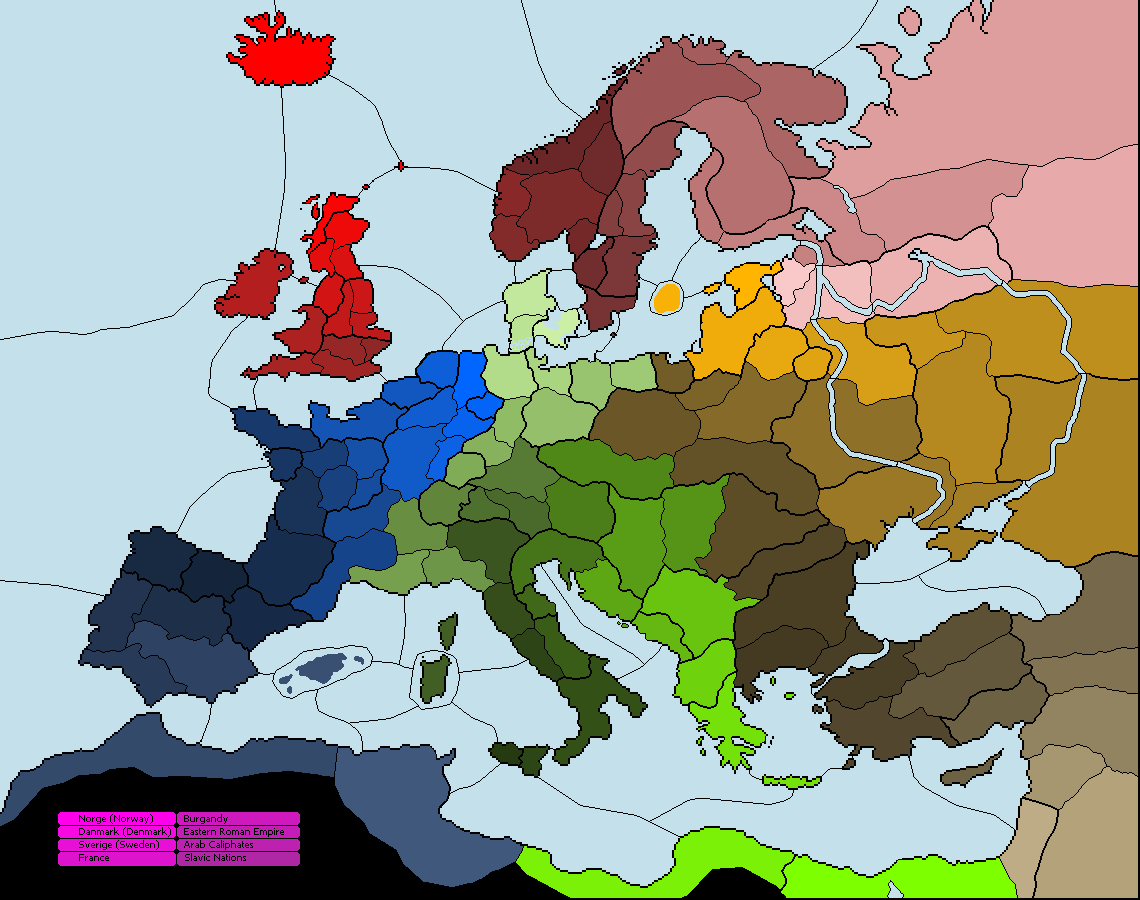 Norge (Norway) Burgandy
Danmark (Denmark) Eastern Roman Empire
Sverige (Sweden) Arab Caliphates
France Slavic Nations